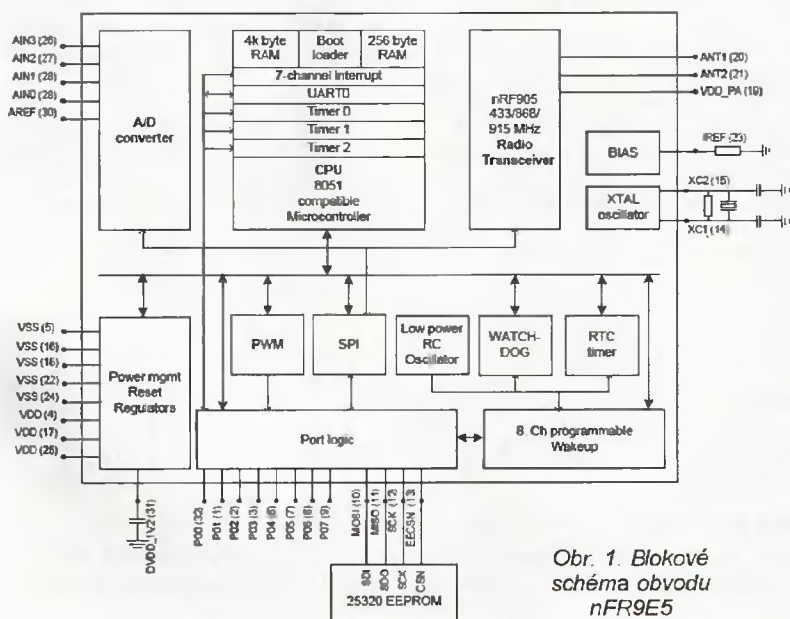 AIN3 (26)
AIN2 (27)
AIN1 (28)
AIN0 (28)
AREF (30)
A/D
converter
4k byte
RAM
Boot
loader
256 byte
RAM
7-channel Interrupt
UART0
Timer 0
Timer 1
Timer 2
CPU
8051
compatible
Microcontroller
nRF905
433/868/
915 MHz
Radio
Transceiver
ANT1 (20)
ANT2 (21)
VDD_PA (19)
BIAS
IREF (23)
XTAL
oscillator
XC2 (15)
XC1 (14)
VSS (5)
VSS (16)
VSS (18)
VSS (22)
VSS (24)
VDD (4)
VDD (17)
VDD (25)
Power mgmt
Reset
Regulators
PWM
SPI
Low power
RC
Oscillator
WATCH-
DOG
RTC
timer
Port logic
8. Ch programmable
Wakeup
DVDD_1V2 (31)
P00 (32)
P01 (1)
P02 (2)
P03 (3)
P04 (6)
P05 (7)
P06 (8)
P07 (9)
MOSI (10)
MISO (11)
SCK (12)
EECSN (13)
SDI
SDO
SCK
CSN
25320 EEPROM
Obr. 1. Blokové
schéma obvodu
nFR9E5